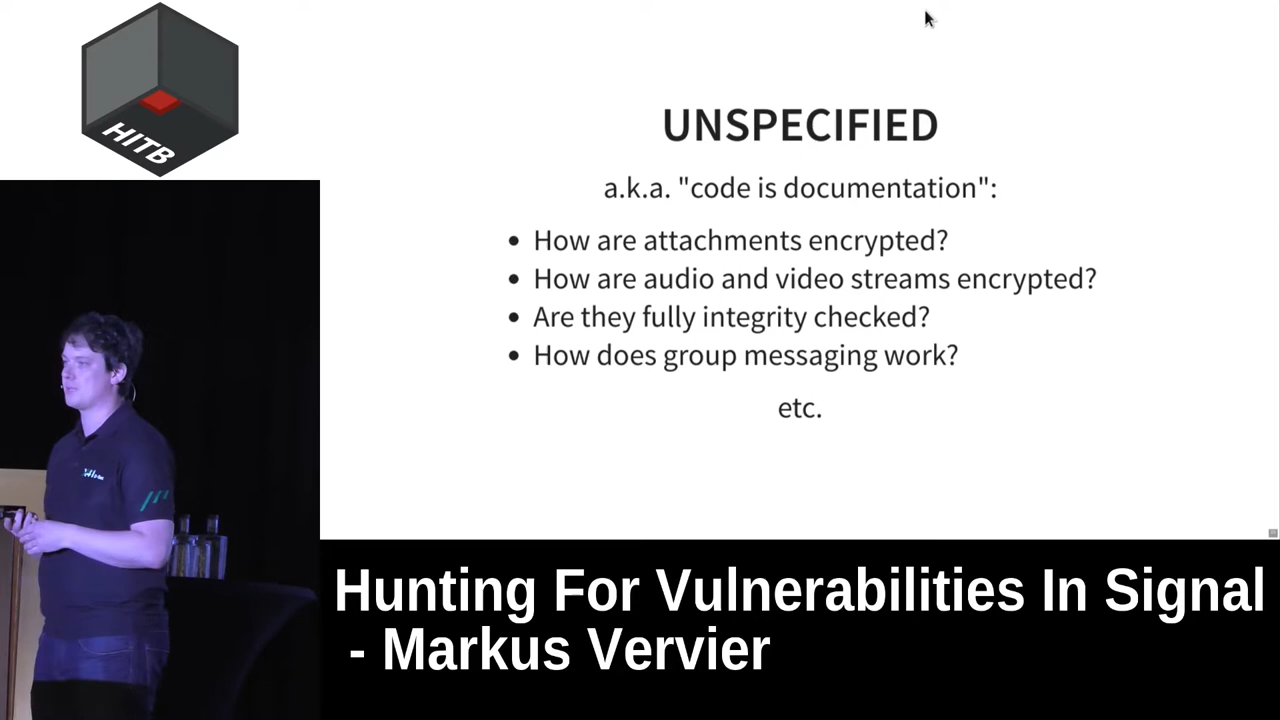 HITB
UNSPECIFIED
a.k.a. "code is documentation":
• How are attachments encrypted?
• How are audio and video streams encrypted?
• Are they fully integrity checked?
• How does group messaging work?
etc.
Hunting For Vulnerabilities In Signal
- Markus Vervier